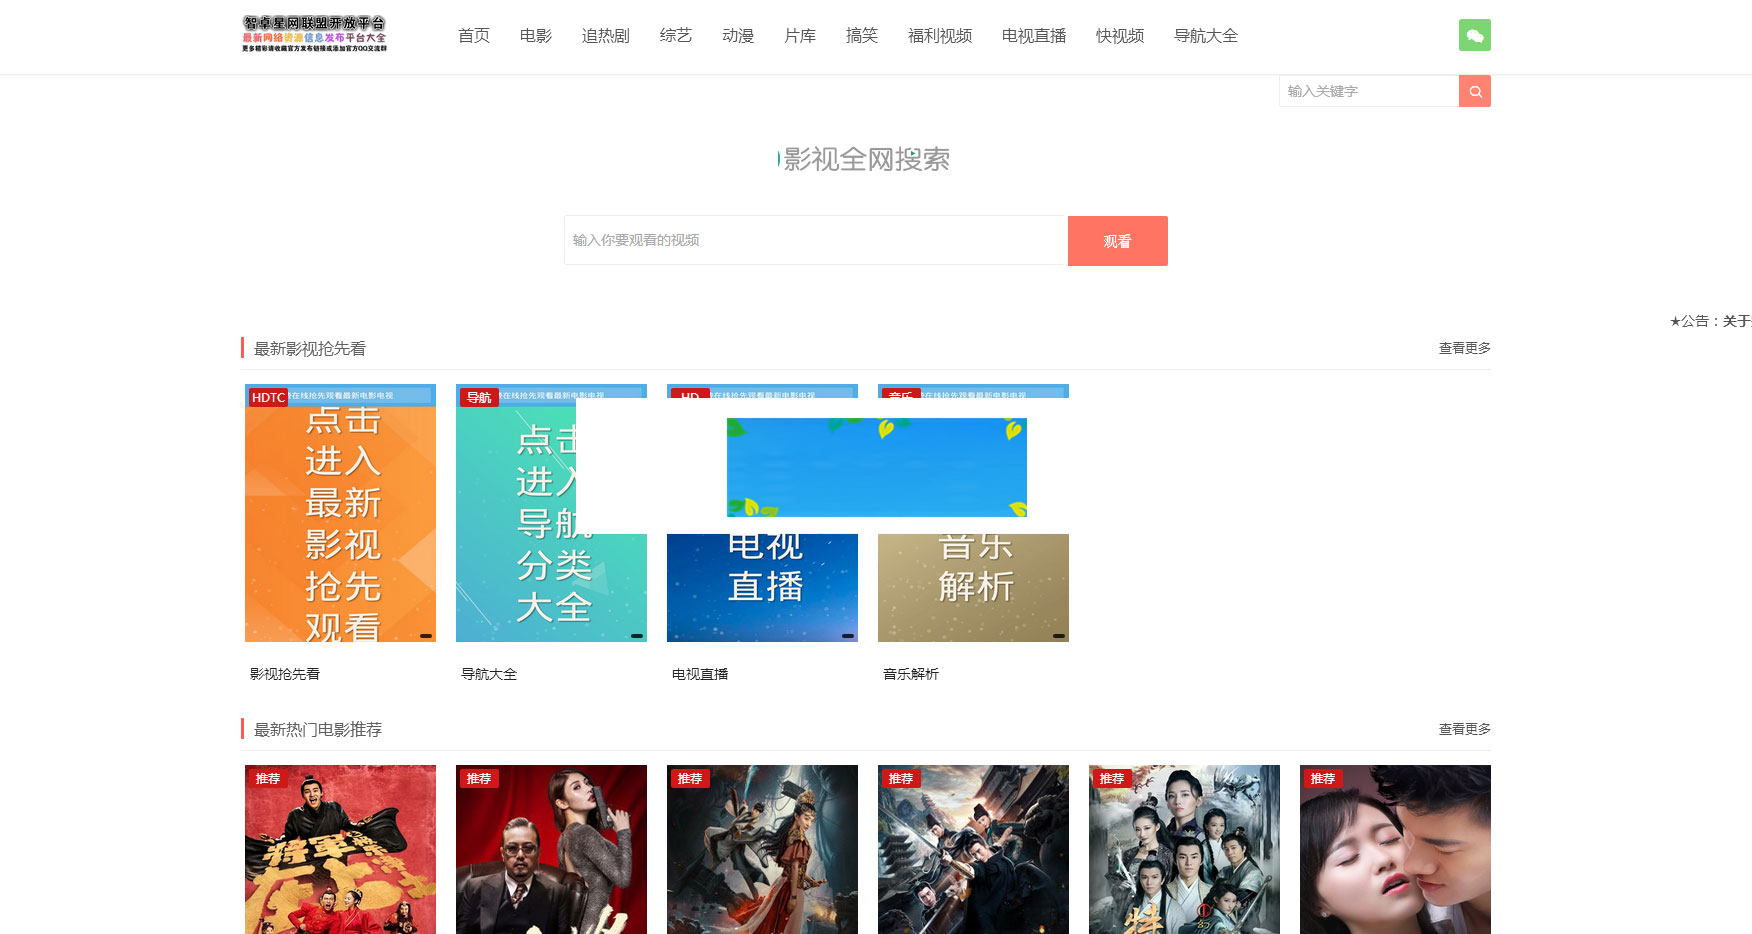 智卓星网联盟开放平台
最新网络资源信息发布平台大全
更多精彩请收藏官方发布链接或添加官方QQ交流群
首页 电影 追热剧 综艺 动漫 片库 搞笑 福利视频 电视直播 快视频 导航大全
输入关键字
影视全网搜索
输入你要观看的视频 观看
★公告：关于
最新影视抢先看 查看更多
HDTC 在线抢先观看最新电影电视
点击
进入
最新
影视
抢先
观看
导航 在线抢先观看最新电影电视
点击
进入
导航
分类
大全
HD 在线抢先观看最新电影电视
电视
直播
音乐 在线抢先观看最新电影电视
音乐
解析
影视抢先看 导航大全 电视直播 音乐解析
最新热门电影推荐 查看更多
推荐 推荐 推荐 推荐 推荐 推荐